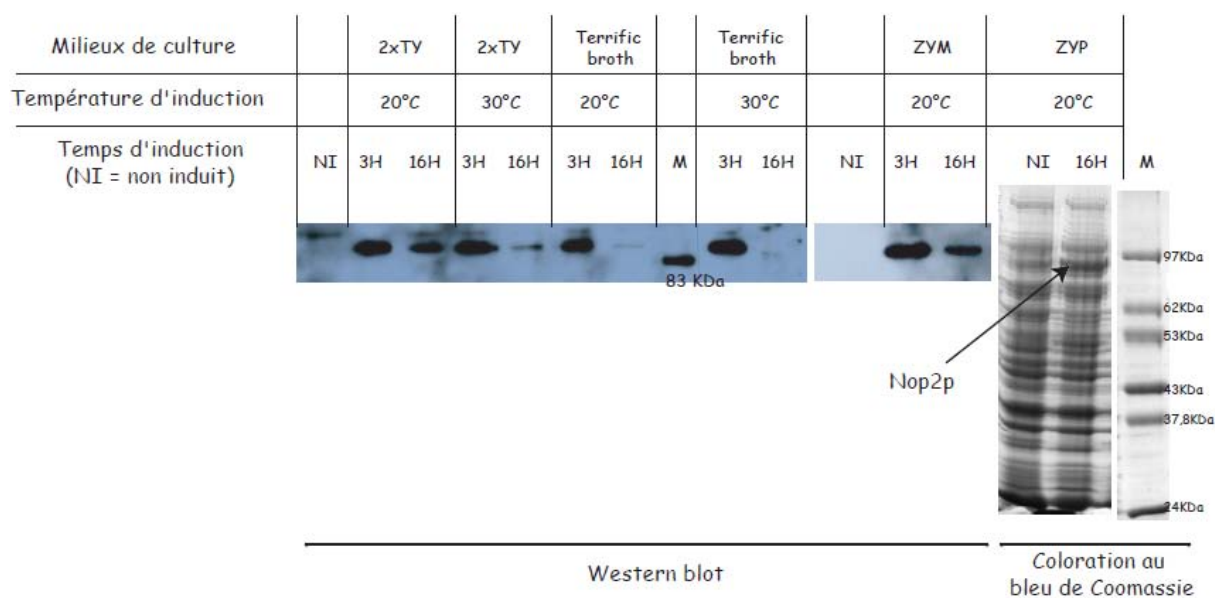 Milieux de culture
2xTY 2xTY Terrific broth Terrific broth ZYM ZYP
Température d'induction
20°C 30°C 20°C 30°C 20°C 20°C
Temps d'induction
(NI = non induit)
NI 3H 16H 3H 16H 3H 16H M 3H 16H NI 3H 16H NI 16H M
83 KDa
97KDa
62KDa
53KDa
Nop2p
43KDa
37,8KDa
24KDa
Western blot
Coloration au
bleu de Coomassie